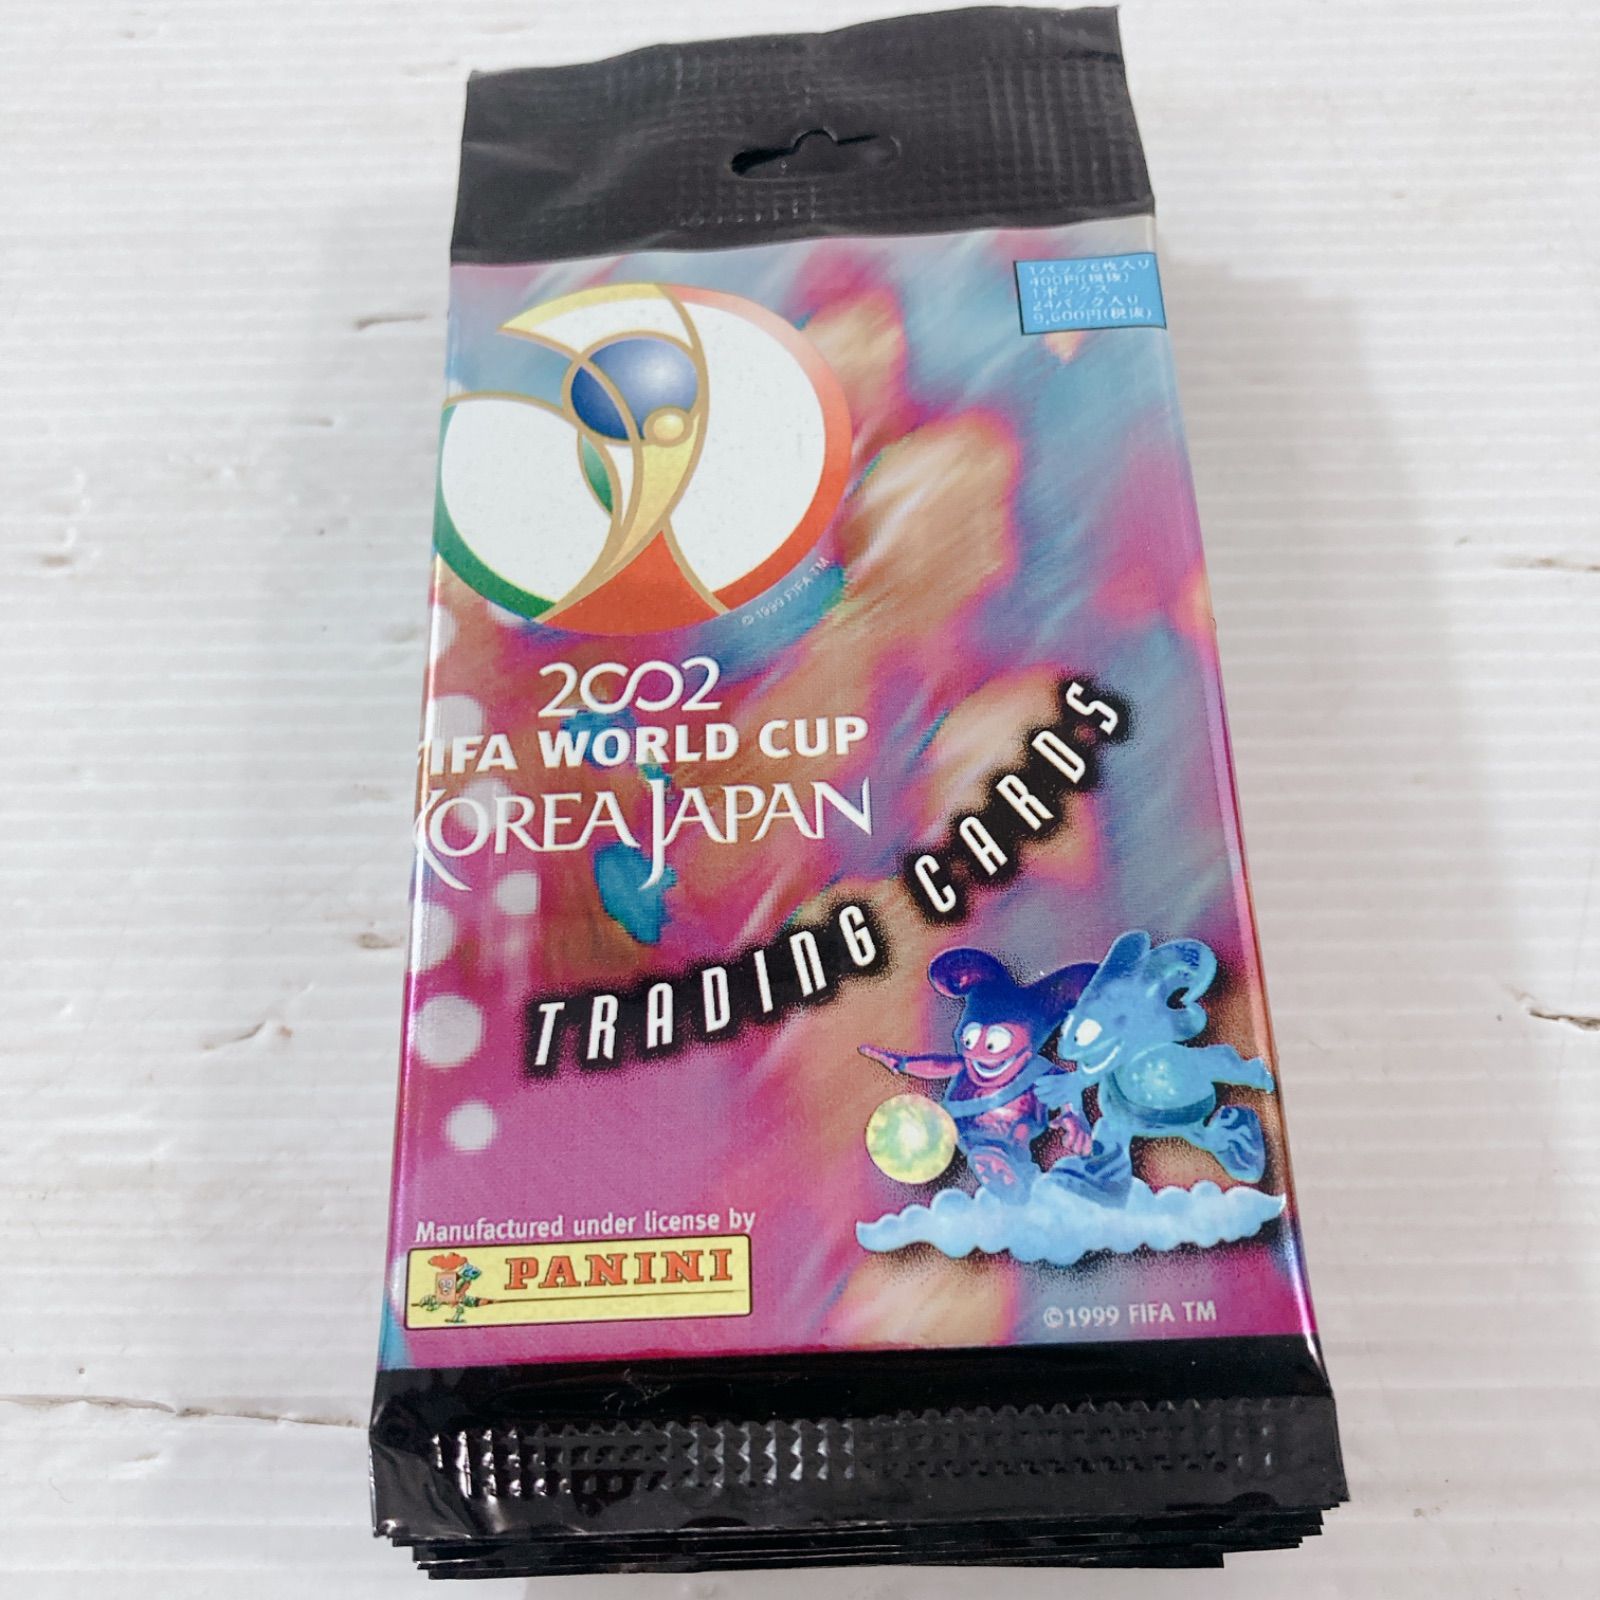 1パック6枚入り
400円(税抜)
1ボックス
24パック入り
9,600円(税抜)
©1999 FIFA TM
2002
FIFA WORLD CUP
KOREA JAPAN
TRADING CARDS
Manufactured under license by
PANINI
©1999 FIFA TM